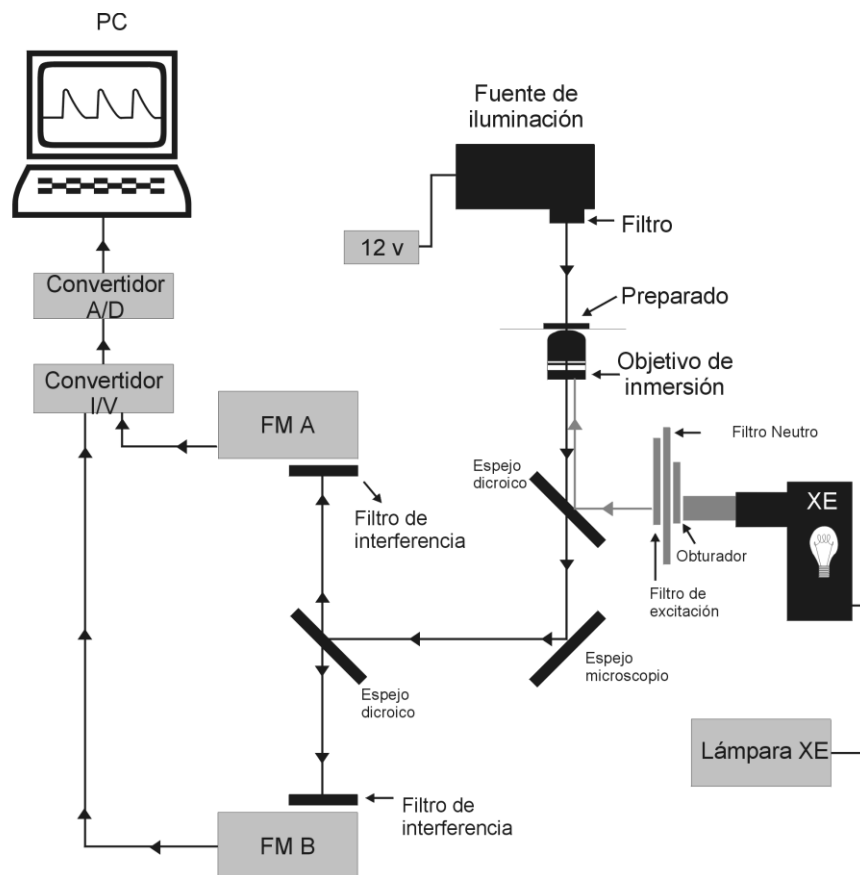 PC
Fuente de
iluminación
Filtro
12 v
Preparado
Convertidor
A/D
Objetivo de
inmersión
Convertidor
I/V
FM A
Filtro Neutro
Espejo
dicroico
XE
Filtro de
interferencia
Obturador
Filtro de
excitación
Espejo
microscopio
Espejo
dicroico
Lámpara XE
Filtro de
interferencia
FM B